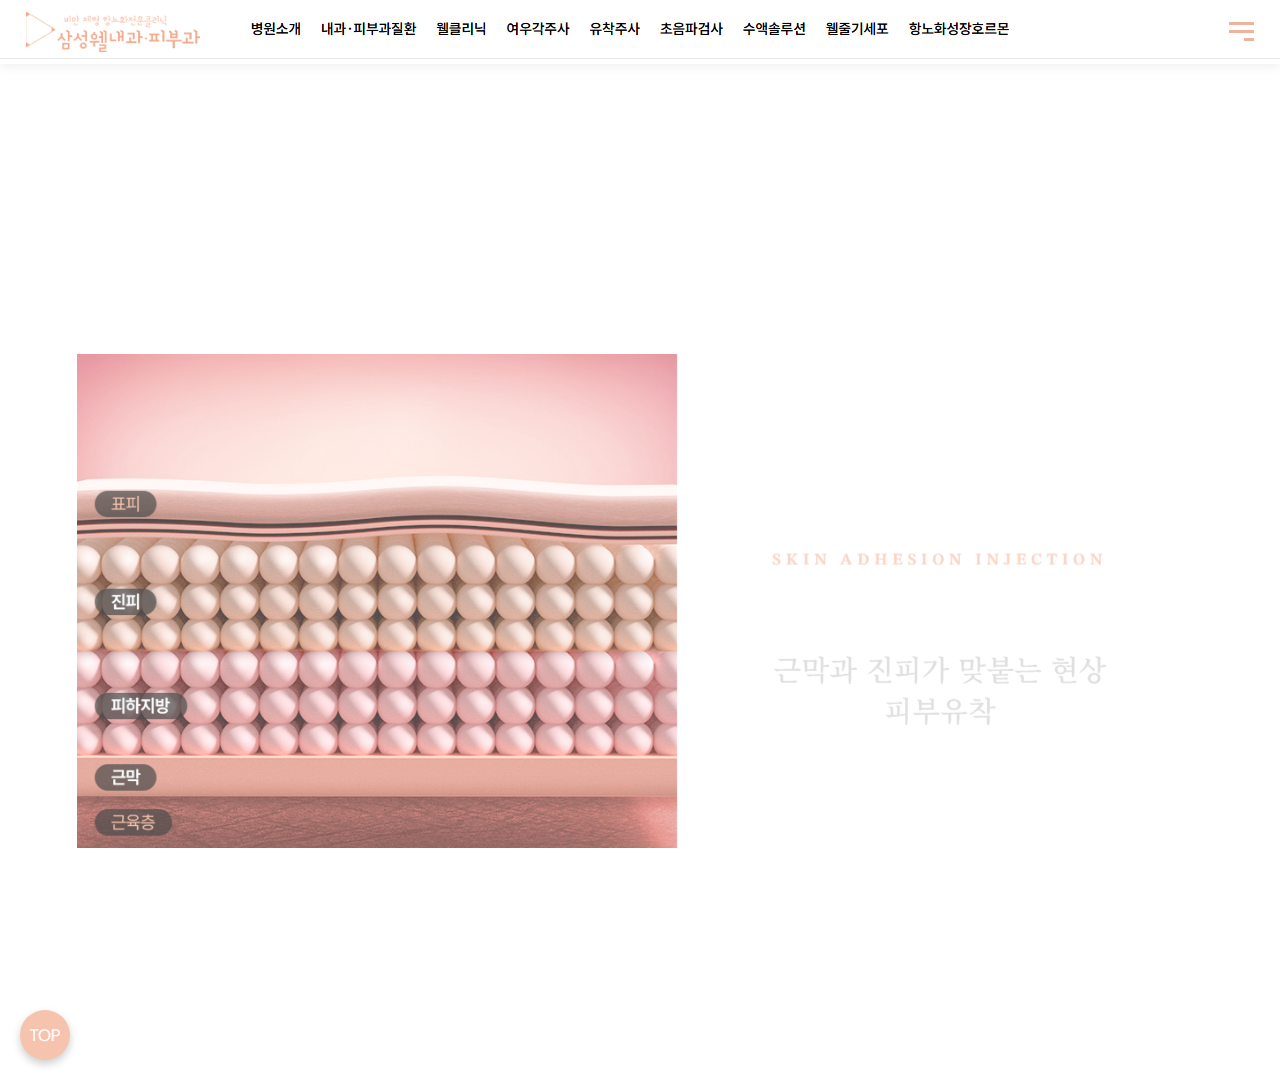 비만 체형 항노화전문클리닉
삼성웰내과·피부과
병원소개 내과·피부과질환 웰클리닉 여우각주사 유착주사 초음파검사 수액솔루션 웰줄기세포 항노화성장호르몬
표피
진피
피하지방
근막
근육층
SKIN ADHESION INJECTION
근막과 진피가 맞붙는 현상
피부유착
TOP